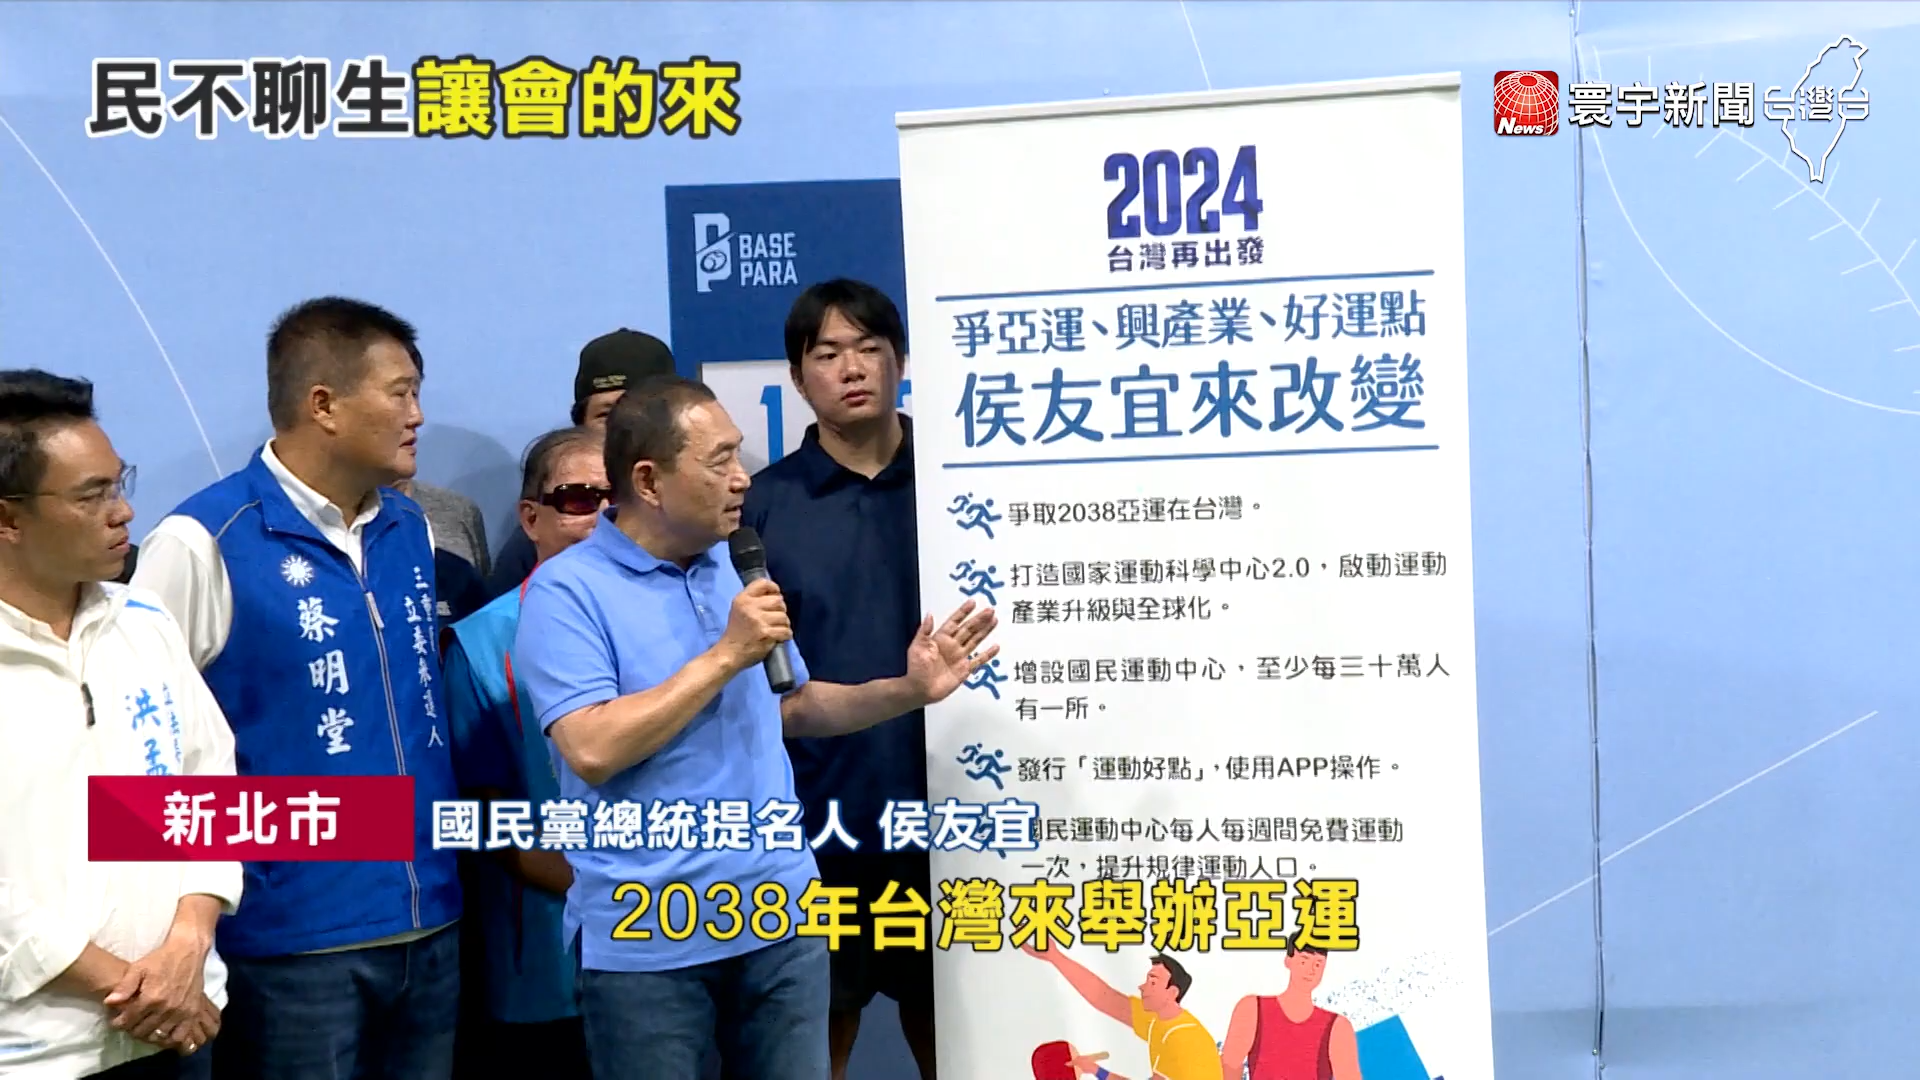 民不聊生讓會的來
News
寰宇新聞
台灣台
BASE
PARA
2024
台灣再出發
爭亞運、興產業、好運點
侯友宜來改變
爭取2038亞運在台灣。
打造國家運動科學中心2.0，啟動運動
產業升級與全球化。
增設國民運動中心，至少每三十萬人
有一所。
發行「運動好點」，使用APP操作。
國民運動中心每人每週間免費運動
一次，提升規律運動人口。
蔡明堂
立委參選人
三重
洪孟
新北市
國民黨總統提名人 侯友宜
2038年台灣來舉辦亞運